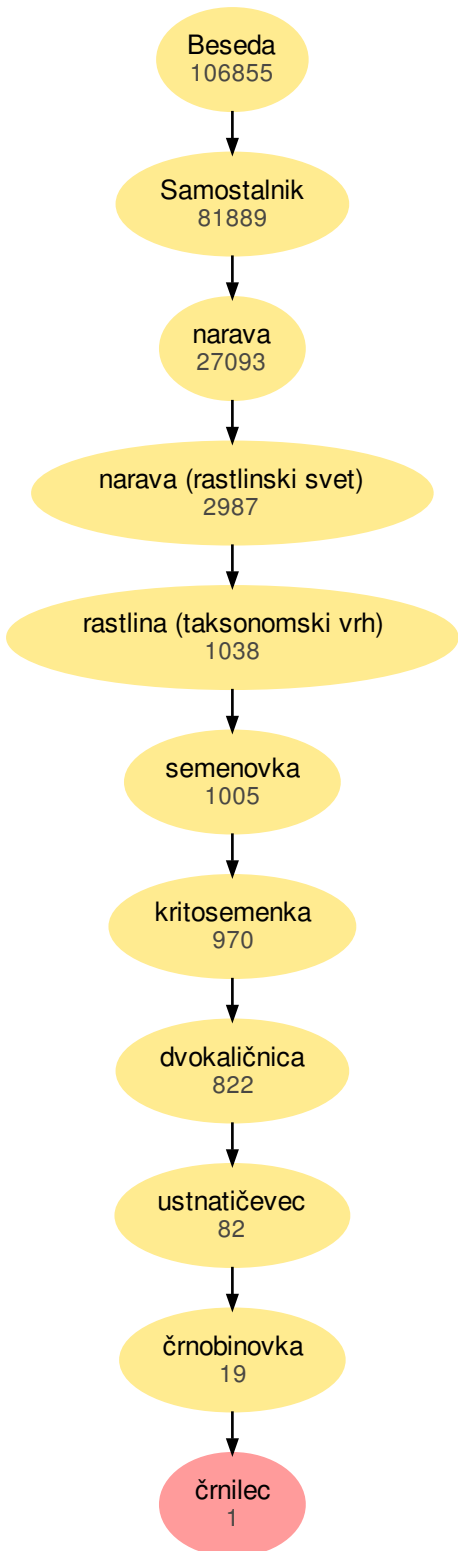 Beseda
106855
Samostalnik
81889
narava
27093
narava (rastlinski svet)
2987
rastlina (taksonomski vrh)
1038
semenovka
1005
kritosemenka
970
dvokaličnica
822
ustnatičevec
82
črnobinovka
19
črnilec
1